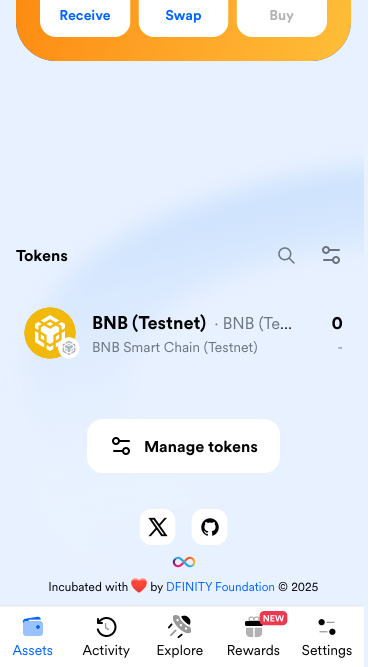 Receive Swap Buy
Tokens
BNB (Testnet) · BNB (Te... 0
BNB Smart Chain (Testnet) -
Manage tokens
Incubated with ❤️ by DFINITY Foundation © 2025
NEW
Assets Activity Explore Rewards Settings